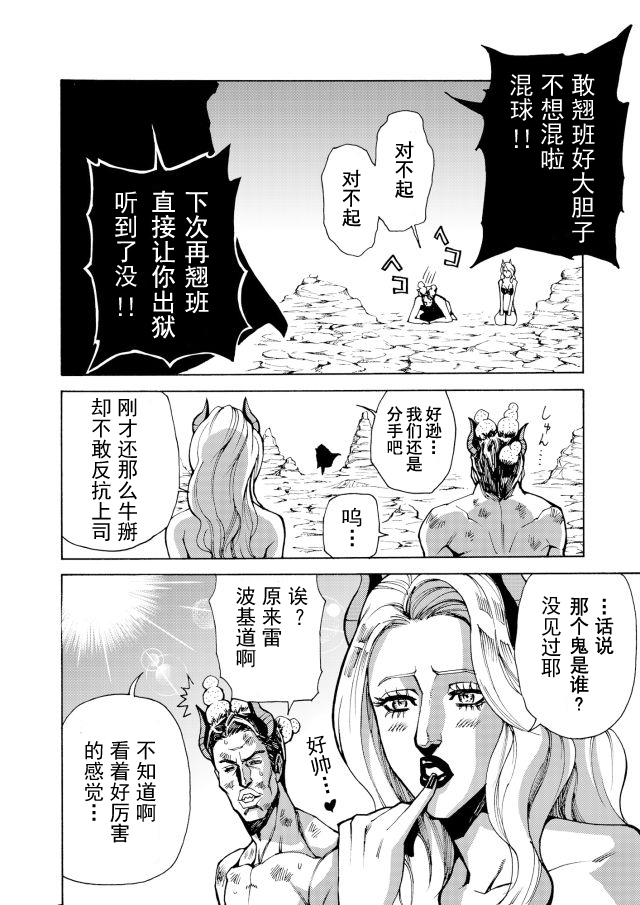 敢翘班好大胆子
不想混啦
混球!!
对不起
对不起
ヘコ
ヘコ
下次再翘班
直接让你出狱
听到了没!!
しゅん…
好逊…
我们还是
分手吧
呜…
刚才还那么牛掰
却不敢反抗上司
…话说
那个鬼是谁?
没见过耶
诶?
原来雷
波基道啊
好帅…♥
不知道啊
看着好厉害
的感觉…